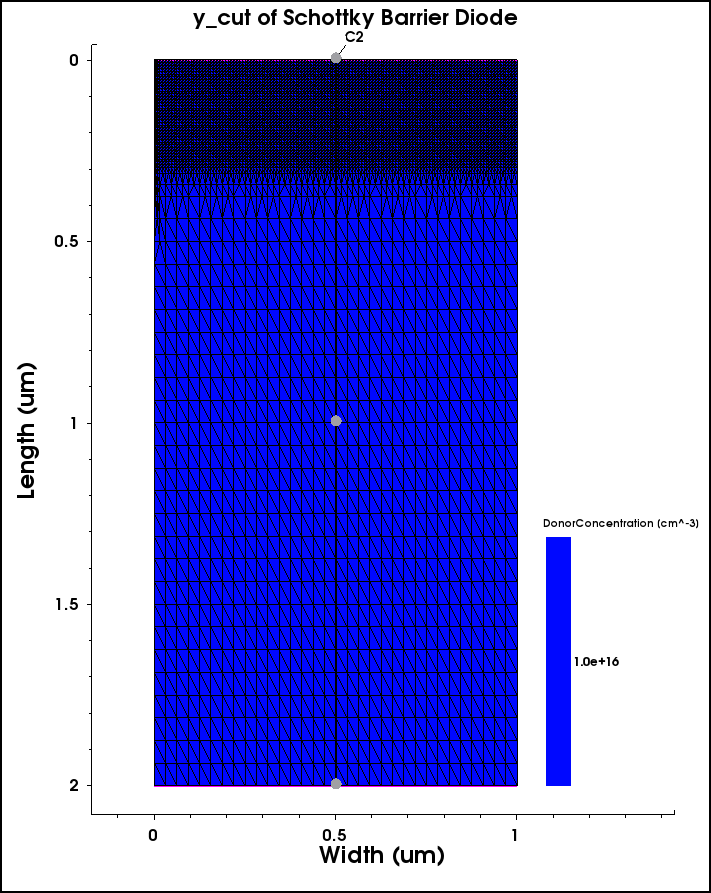 y_cut of Schottky Barrier Diode
C2
0
0.5
1
1.5
2
Length (um)
DonorConcentration (cm^-3)
1.0e+16
0 0.5 1
Width (um)